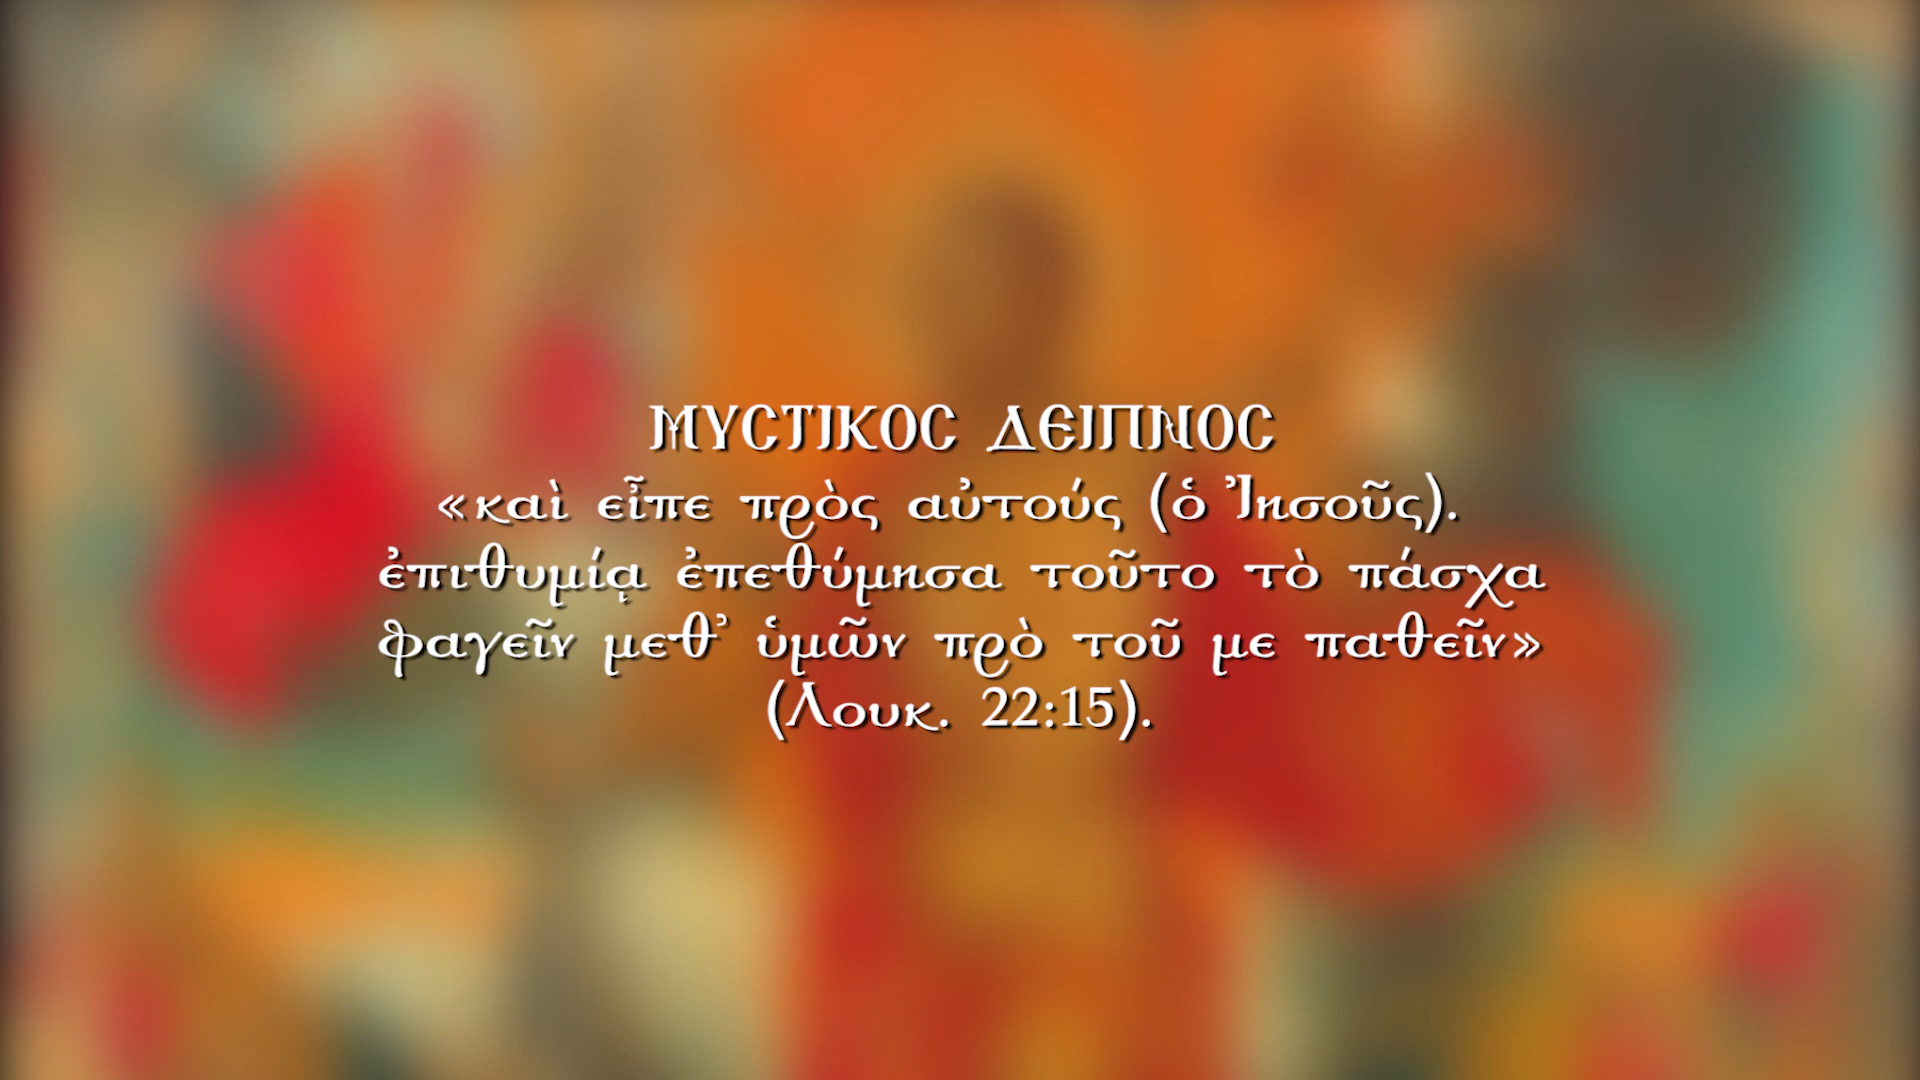 ΜΥϹΤΙΚΟϹ ΔΕΙΠΝΟϹ
«καὶ εἶπε πρὸς αὐτούς (ὁ Ἰησοῦς).
ἐπιθυμίᾳ ἐπεθύμησα τοῦτο τὸ πάσχα
φαγεῖν μεθ᾿ ὑμῶν πρὸ τοῦ με παθεῖν»
(Λουκ. 22:15).